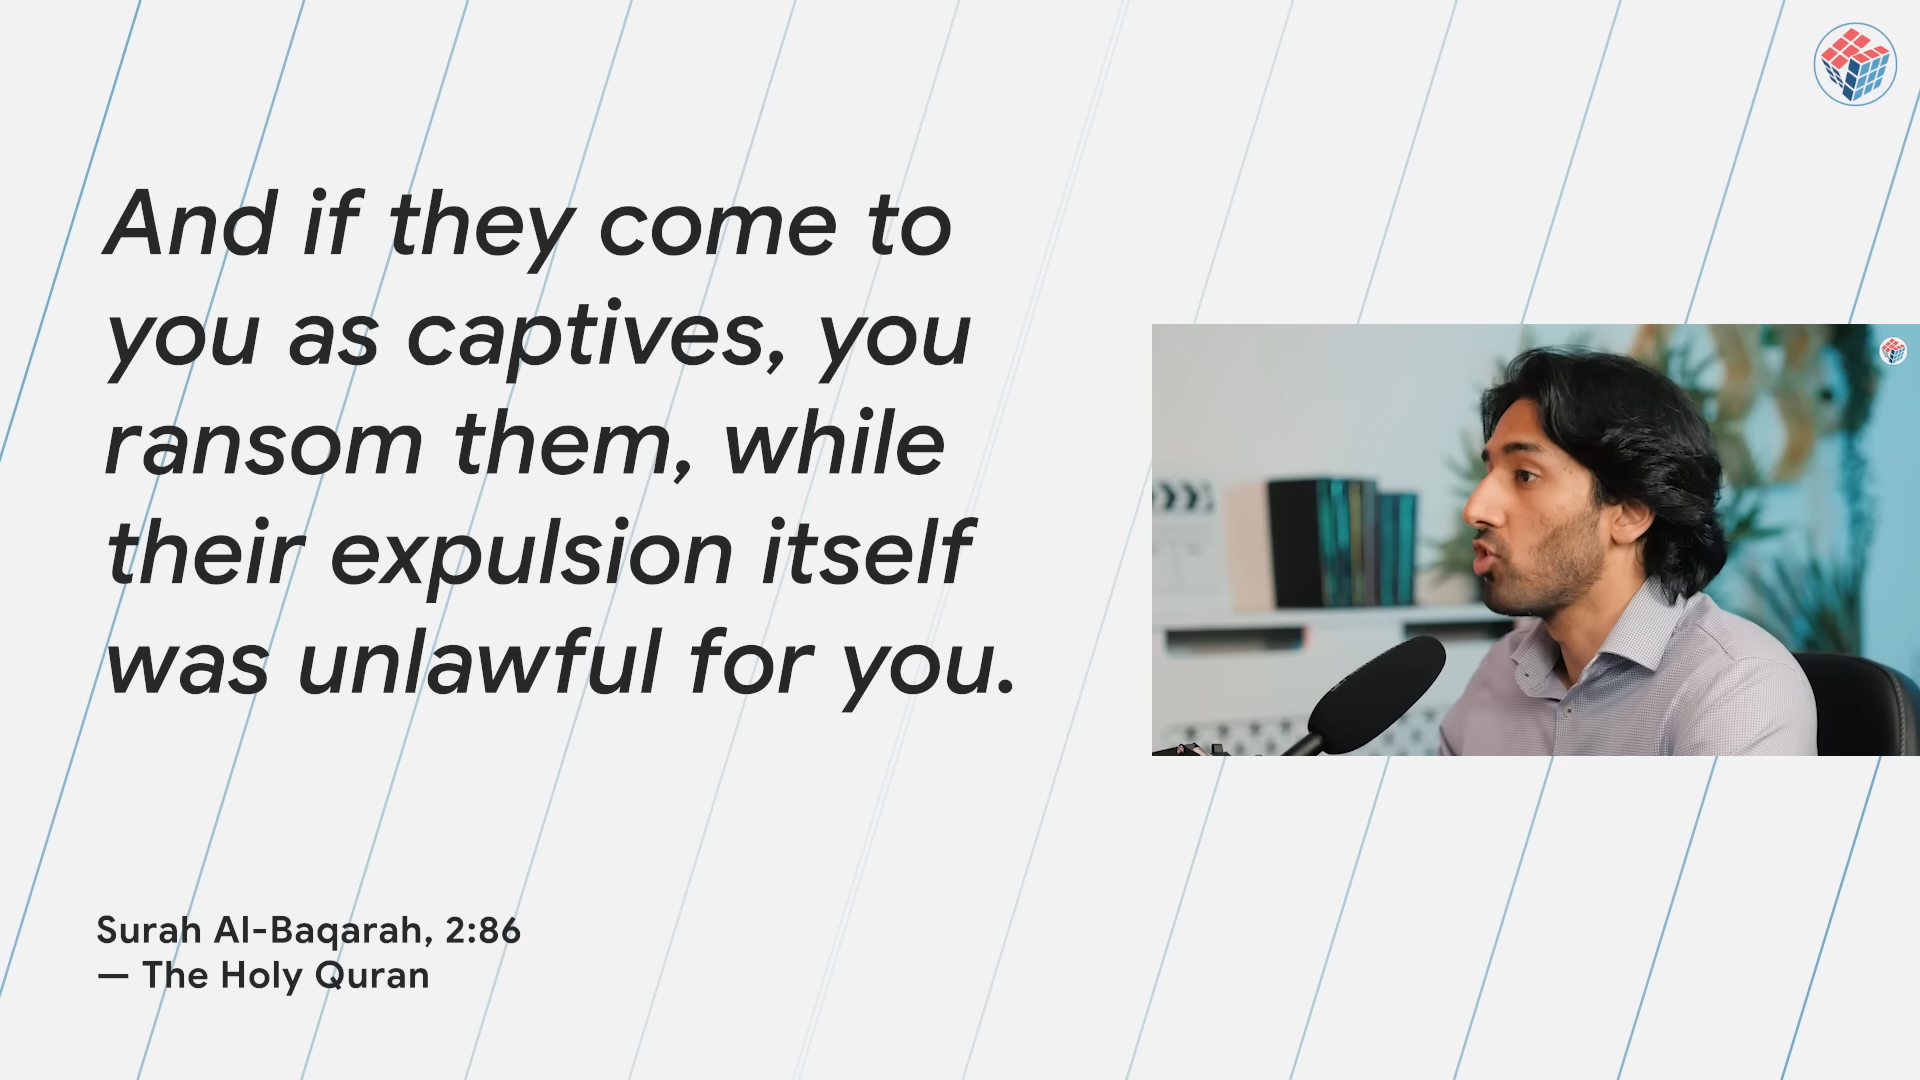 And if they come to
you as captives, you
ransom them, while
their expulsion itself
was unlawful for you.
Surah Al-Baqarah, 2:86
— The Holy Quran